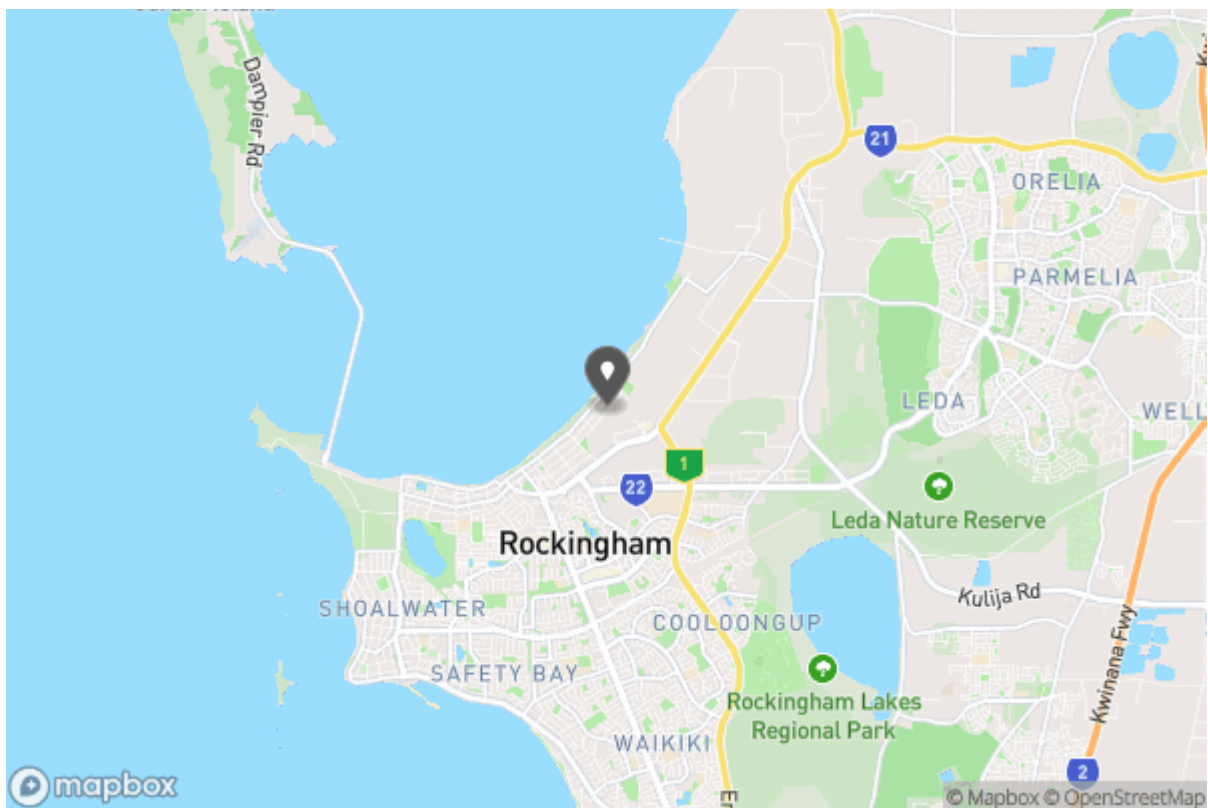 Dampier Rd
21
ORELIA
PARMELIA
LEDA
WELL
1
22
Leda Nature Reserve
Rockingham
Kulija Rd
SHOALWATER
COOLOONGUP
SAFETY BAY
Kwinana Fwy
Rockingham Lakes
Regional Park
WAIKIKI
2
mapbox
© Mapbox © OpenStreetMap